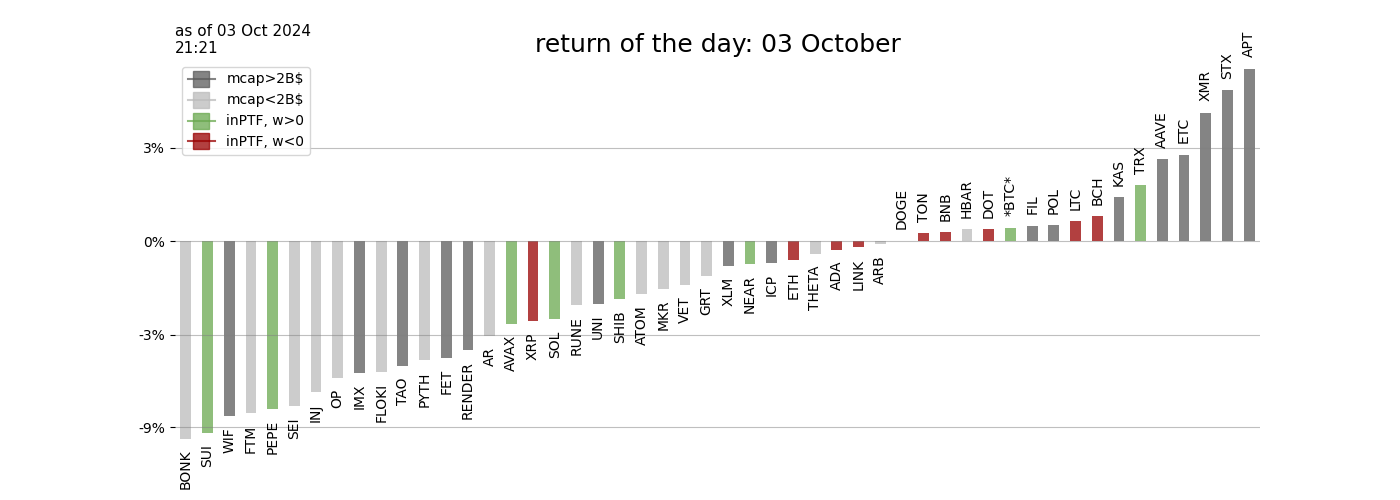 as of 03 Oct 2024
21:21
return of the day: 03 October
mcap>2B$
mcap<2B$
inPTF, w>0
inPTF, w<0
3%
0%
-3%
-9%
BONK
SUI
WIF
FTM
PEPE
SEI
INJ
OP
IMX
FLOKI
TAO
PYTH
FET
RENDER
AR
AVAX
XRP
SOL
RUNE
UNI
SHIB
ATOM
MKR
VET
GRT
XLM
NEAR
ICP
ETH
THETA
ADA
LINK
ARB
DOGE
TON
BNB
HBAR
DOT
*BTC*
FIL
POL
LTC
BCH
KAS
TRX
AAVE
ETC
XMR
STX
APT